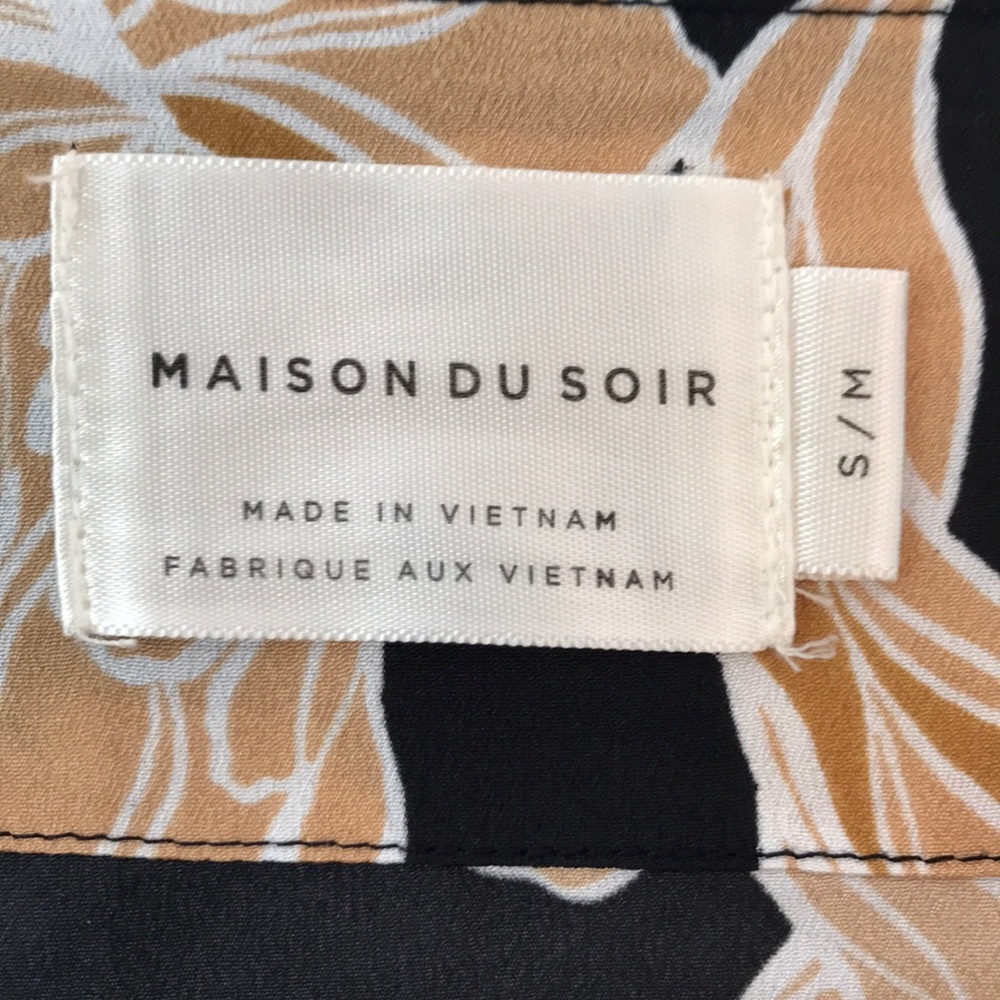 MAISON DU SOIR
MADE IN VIETNAM
FABRIQUE AUX VIETNAM
S/M